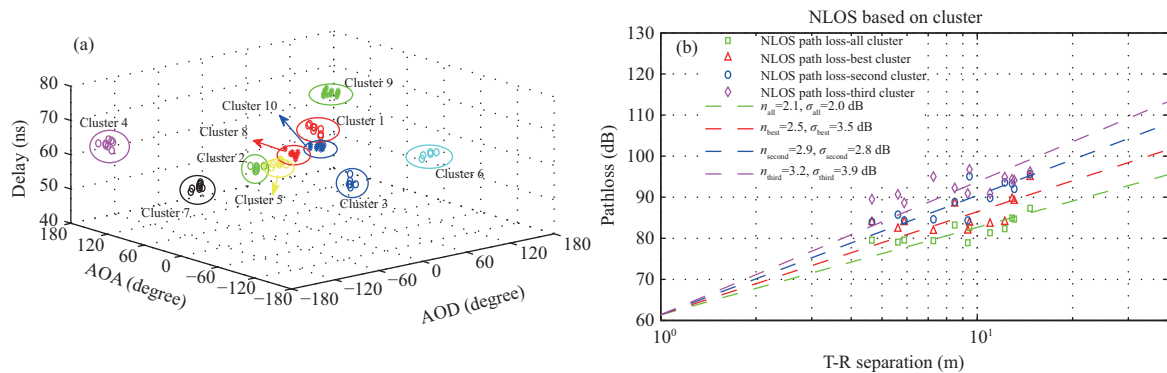 (a)
80
70
60
50
40
Delay (ns)
Cluster 9
Cluster 10
Cluster 1
Cluster 4
Cluster 8
Cluster 2
Cluster 6
Cluster 5
Cluster 3
Cluster 7
180
120
60
0
−60
−120
−180
AOA (degree)
−180
−120
−60
0
60
120
180
AOD (degree)
NLOS based on cluster
(b)
130
120
110
100
90
80
70
60
Pathloss (dB)
NLOS path loss-all cluster
NLOS path loss-best cluster
NLOS path loss-second cluster
NLOS path loss-third cluster
n_all=2.1, σ_all=2.0 dB
n_best=2.5, σ_best=3.5 dB
n_second=2.9, σ_second=2.8 dB
n_third=3.2, σ_third=3.9 dB
10⁰
10¹
T-R separation (m)